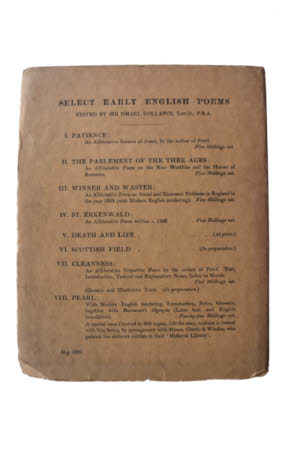 SELECT EARLY ENGLISH POEMS
EDITED BY SIR ISRAEL GOLLANCZ, LITT.D., F.B.A.
I. PATIENCE:
An Alliterative Version of Jonah, by the author of Pearl.
Five Shillings net.
II. THE PARLEMENT OF THE THRE AGES:
An Alliterative Poem on the Nine Worthies and the Heroes of
Romance. Five Shillings net.
III. WINNER AND WASTER:
An Alliterative Poem on Social and Economic Problems in England in
the year 1352 (with Modern English rendering). Five Shillings net.
IV. ST. ERKENWALD:
An Alliterative Poem written c. 1386. Five Shillings net.
V. DEATH AND LIFE
VI. SCOTTISH FIELD (In preparation.)
VII. CLEANNESS:
An Alliterative Tripartite Poem by the author of Pearl. Text,
Introduction, Textual and Explanatory Notes, Index to Words.
Five Shillings net.
Glossary and Illustrative Texts (In preparation.)
VIII. PEARL:
With Modern English rendering, Introduction, Notes, Glossary,
together with Boccaccio's Olympia (Latin text and English
translation). Twenty-five Shillings net.
A special issue limited to 200 copies, 120 for sale, uniform in format
with this Series, by arrangement with Messrs. Chatto & Windus, who
publish the ordinary edition in their 'Medieval Library'.
May